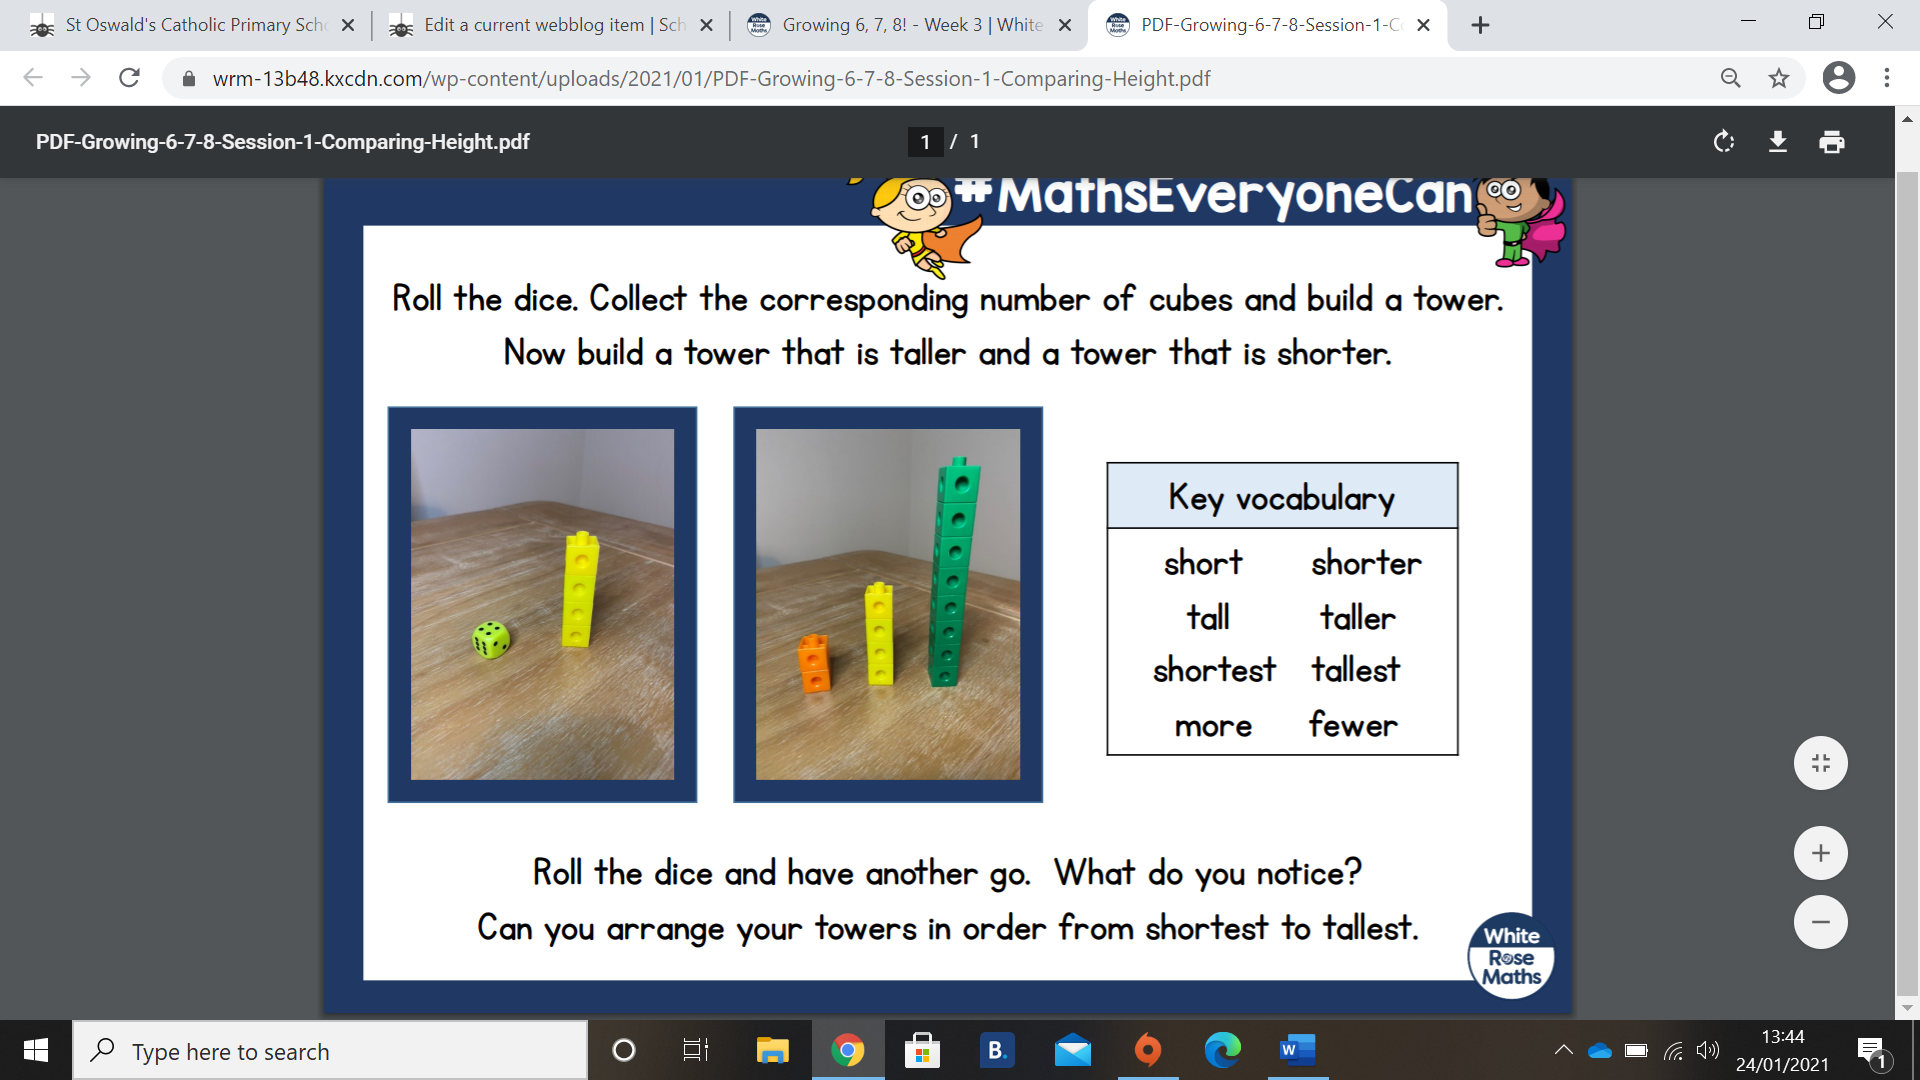 St Oswald's Catholic Primary Scho
Edit a current webblog item | Sch
Growing 6, 7, 8! - Week 3 | White
PDF-Growing-6-7-8-Session-1-Co
wrm-13b48.kxcdn.com/wp-content/uploads/2021/01/PDF-Growing-6-7-8-Session-1-Comparing-Height.pdf
PDF-Growing-6-7-8-Session-1-Comparing-Height.pdf
1 / 1
#MathsEveryoneCan
Roll the dice. Collect the corresponding number of cubes and build a tower.
Now build a tower that is taller and a tower that is shorter.
Key vocabulary
short shorter
tall taller
shortest tallest
more fewer
Roll the dice and have another go. What do you notice?
Can you arrange your towers in order from shortest to tallest.
White
Rose
Maths
Type here to search
B.
W
13:44
24/01/2021
1